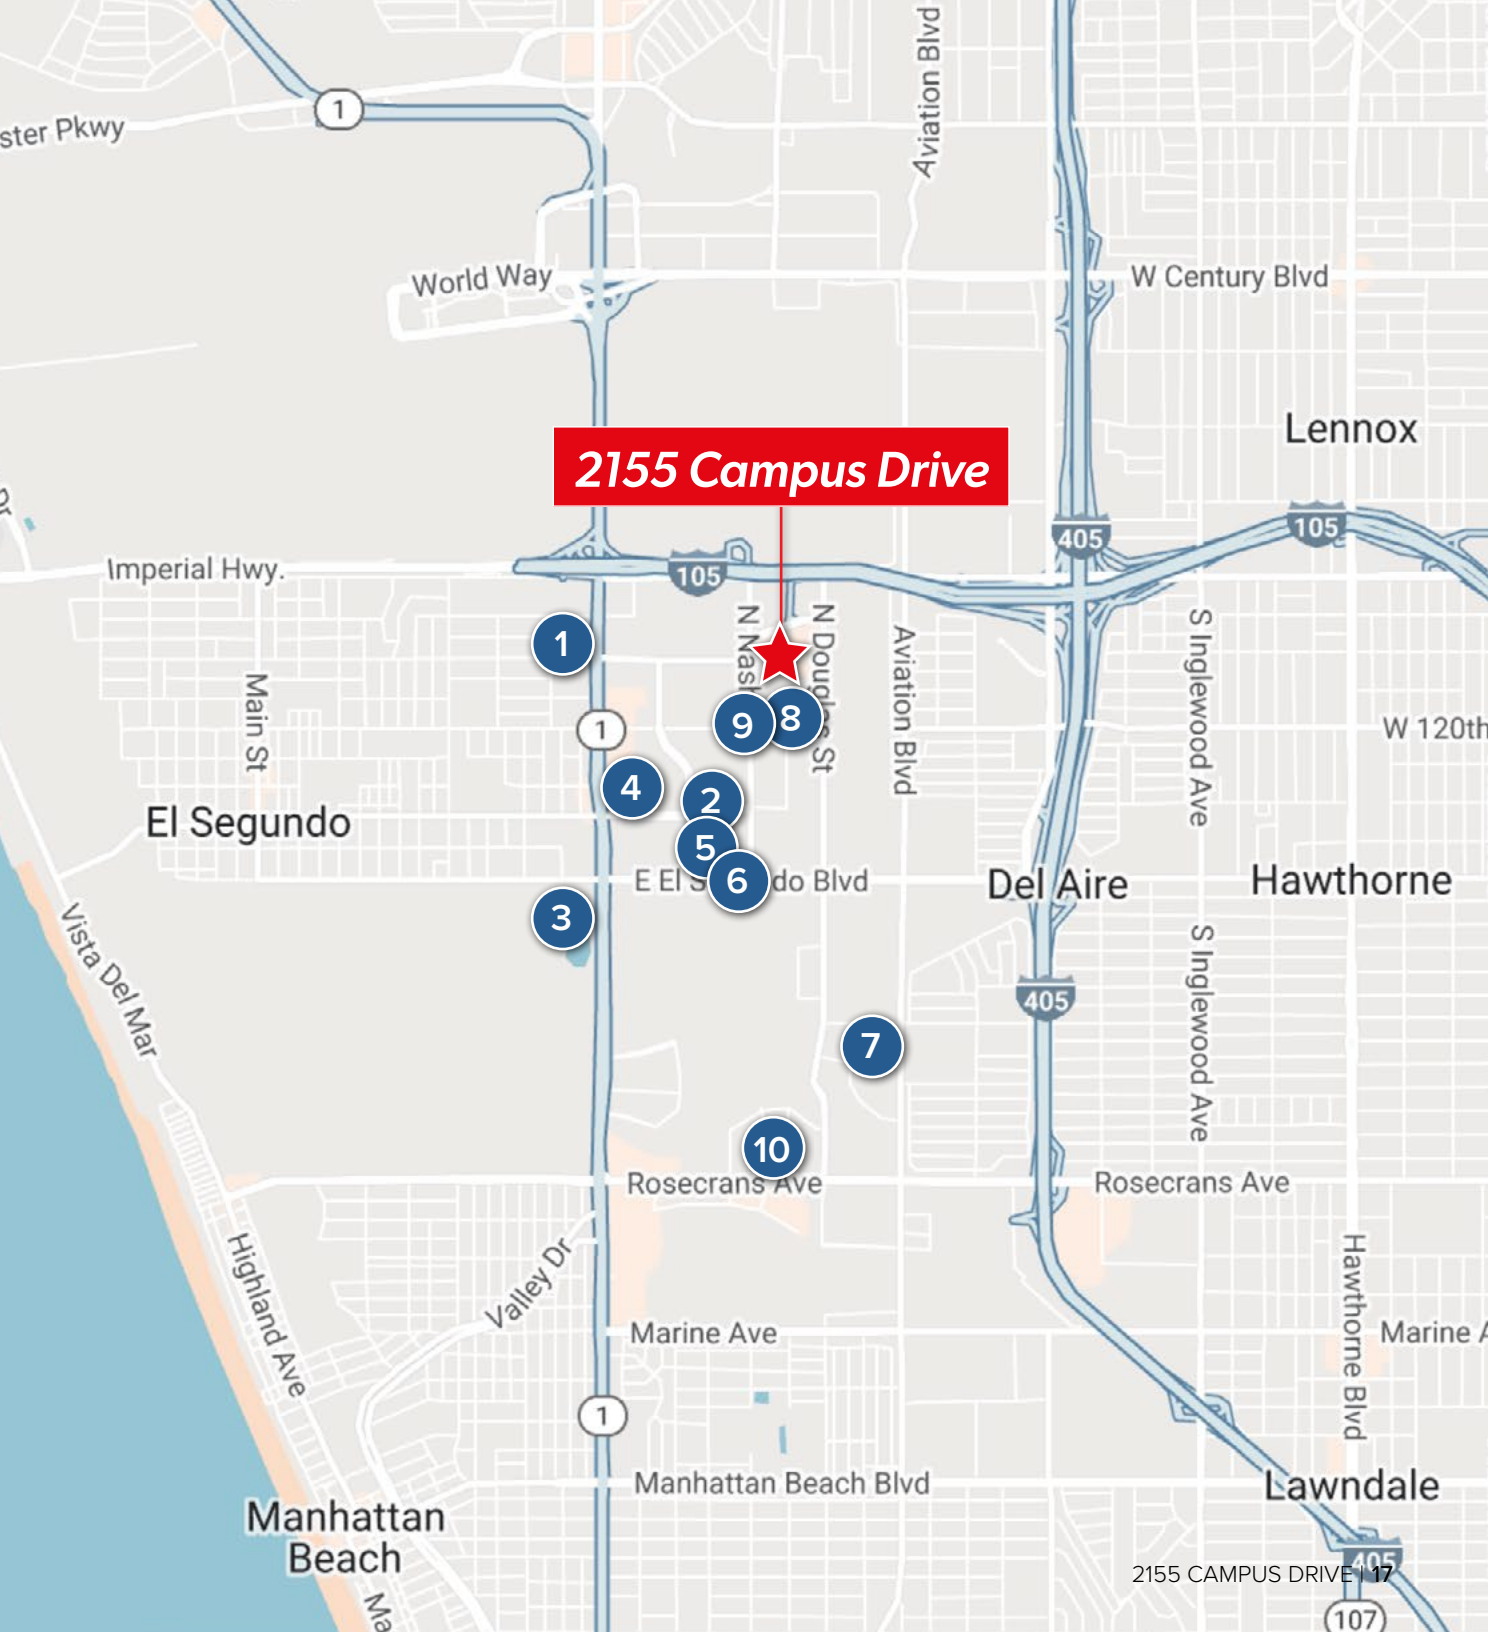 Aviation Blvd
1
ster Pkwy
World Way
W Century Blvd
Lennox
2155 Campus Drive
Dr
405
105
Imperial Hwy.
105
N Nash
N Douglas St
1
S Inglewood Ave
Aviation Blvd
Main St
9
8
1
W 120th
4
2
El Segundo
5
6
E El S
do Blvd
Del Aire
Hawthorne
3
Vista Del Mar
S Inglewood Ave
405
7
10
Rosecrans Ave
Rosecrans Ave
Highland Ave
Valley Dr
Hawthorne Blvd
Marine Ave
Marine A
1
Manhattan Beach Blvd
Lawndale
Manhattan
Beach
405
2155 CAMPUS DRIVE | 17
Ma
107